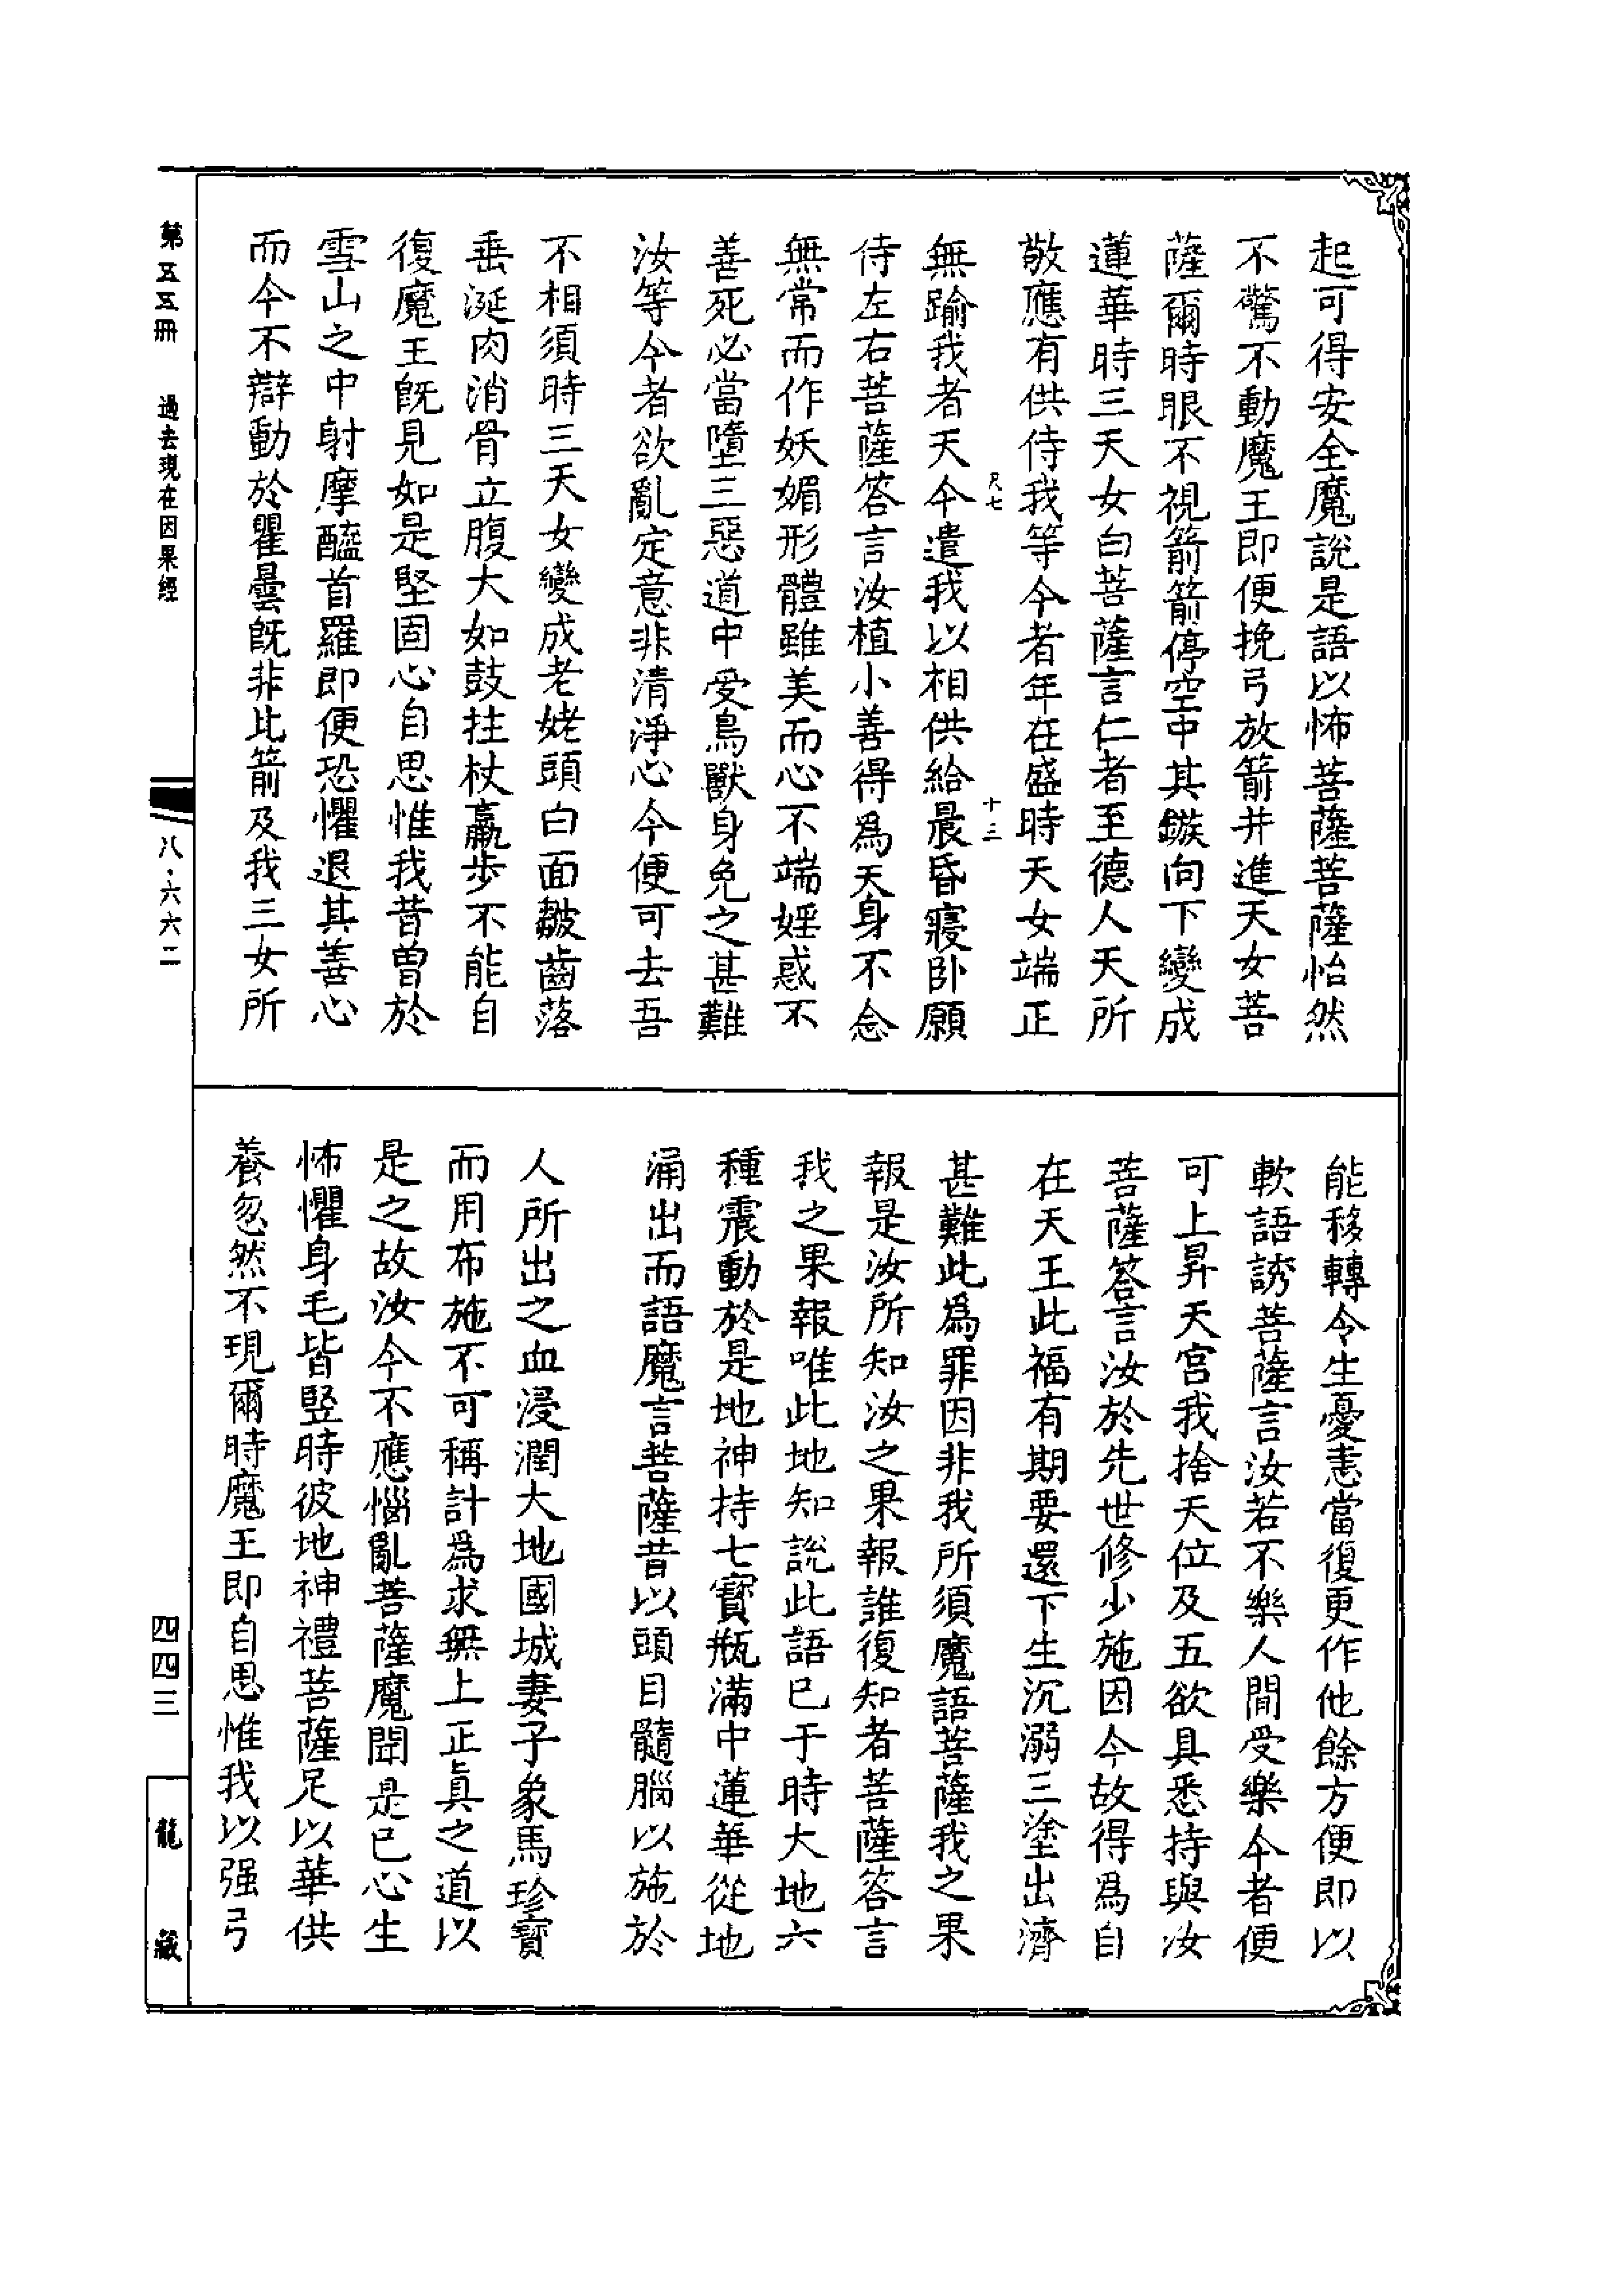 起可得安全魔說是語以怖菩薩菩薩怡然
不驚不動魔王即便挽弓放箭并進天女菩
薩爾時眼不視箭箭停空中其鏃向下變成
蓮華時三天女白菩薩言仁者至德人天所
敬應有供侍我等今者年在盛時天女端正
尺七 十三
無踰我者天今遣我以相供給晨昏寢卧願
侍左右菩薩答言汝植小善得爲天身不念
無常而作妖媚形體雖美而心不端婬惑不
善死必當墮三惡道中受鳥獸身免之甚難
汝等今者欲亂定意非清淨心今便可去吾
不相須時三天女變成老姥頭白面皺齒落
垂涎肉消骨立腹大如鼓拄杖羸步不能自
復魔王旣見如是堅固心自思惟我昔曾於
雪山之中射摩醯首羅即便恐懼退其善心
而今不辯動於瞿曇旣非比箭及我三女所
能移轉令生憂恚當復更作他餘方便即以
軟語誘菩薩言汝若不樂人間受樂今者便
可上昇天宮我捨天位及五欲具悉持與汝
菩薩答言汝於先世修少施因今故得爲自
在天王此福有期要還下生沉溺三塗出濟
甚難此爲罪因非我所須魔語菩薩我之果
報是汝所知汝之果報誰復知者菩薩答言
我之果報唯此地知說此語已于時大地六
種震動於是地神持七寶瓶滿中蓮華從地
涌出而語魔言菩薩昔以頭目髓腦以施於
人所出之血浸潤大地國城妻子象馬珍寶
而用布施不可稱計爲求無上正眞之道以
是之故汝今不應惱亂菩薩魔聞是已心生
怖懼身毛皆竪時彼地神禮菩薩足以華供
養忽然不現爾時魔王即自思惟我以强弓
第五五冊 過去現在因果經
八·六六二
四四三
龍藏